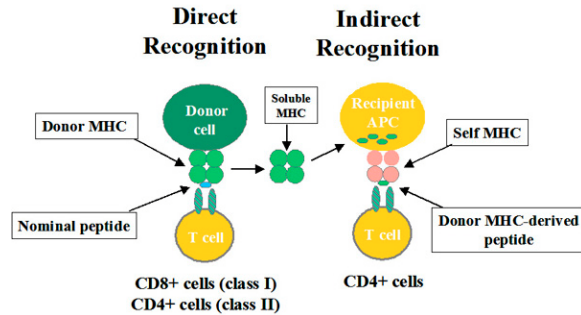 Direct
Recognition
Indirect
Recognition
Donor MHC
Donor
cell
Soluble
MHC
Recipient
APC
Self MHC
Nominal peptide
T cell
T cell
Donor MHC-derived
peptide
CD8+ cells (class I)
CD4+ cells (class II)
CD4+ cells